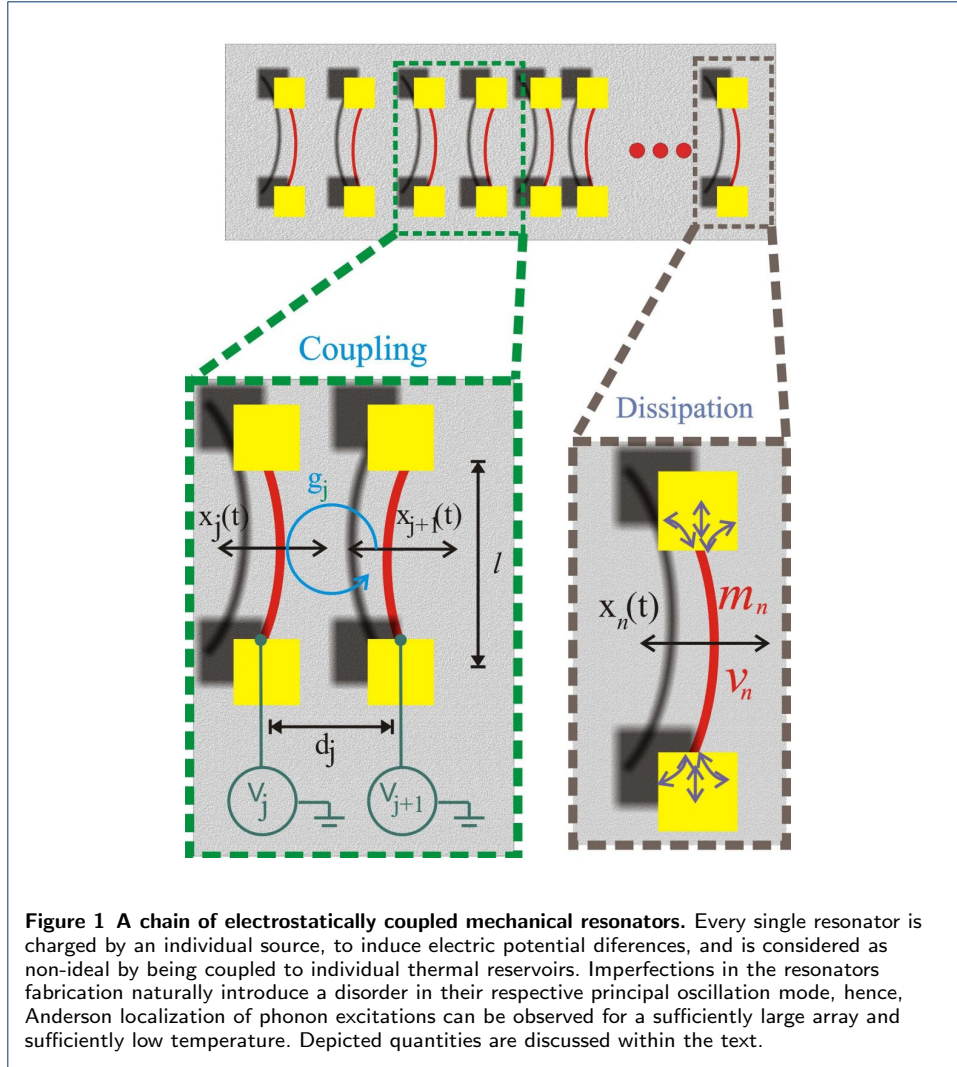 Coupling
Dissipation
g_j
x_j(t)
x_{j+1}(t)
l
x_n(t)
m_n
v_n
d_j
V_j
V_{j+1}
Figure 1 A chain of electrostatically coupled mechanical resonators. Every single resonator is
charged by an individual source, to induce electric potential diferences, and is considered as
non-ideal by being coupled to individual thermal reservoirs. Imperfections in the resonators
fabrication naturally introduce a disorder in their respective principal oscillation mode, hence,
Anderson localization of phonon excitations can be observed for a sufficiently large array and
sufficiently low temperature. Depicted quantities are discussed within the text.